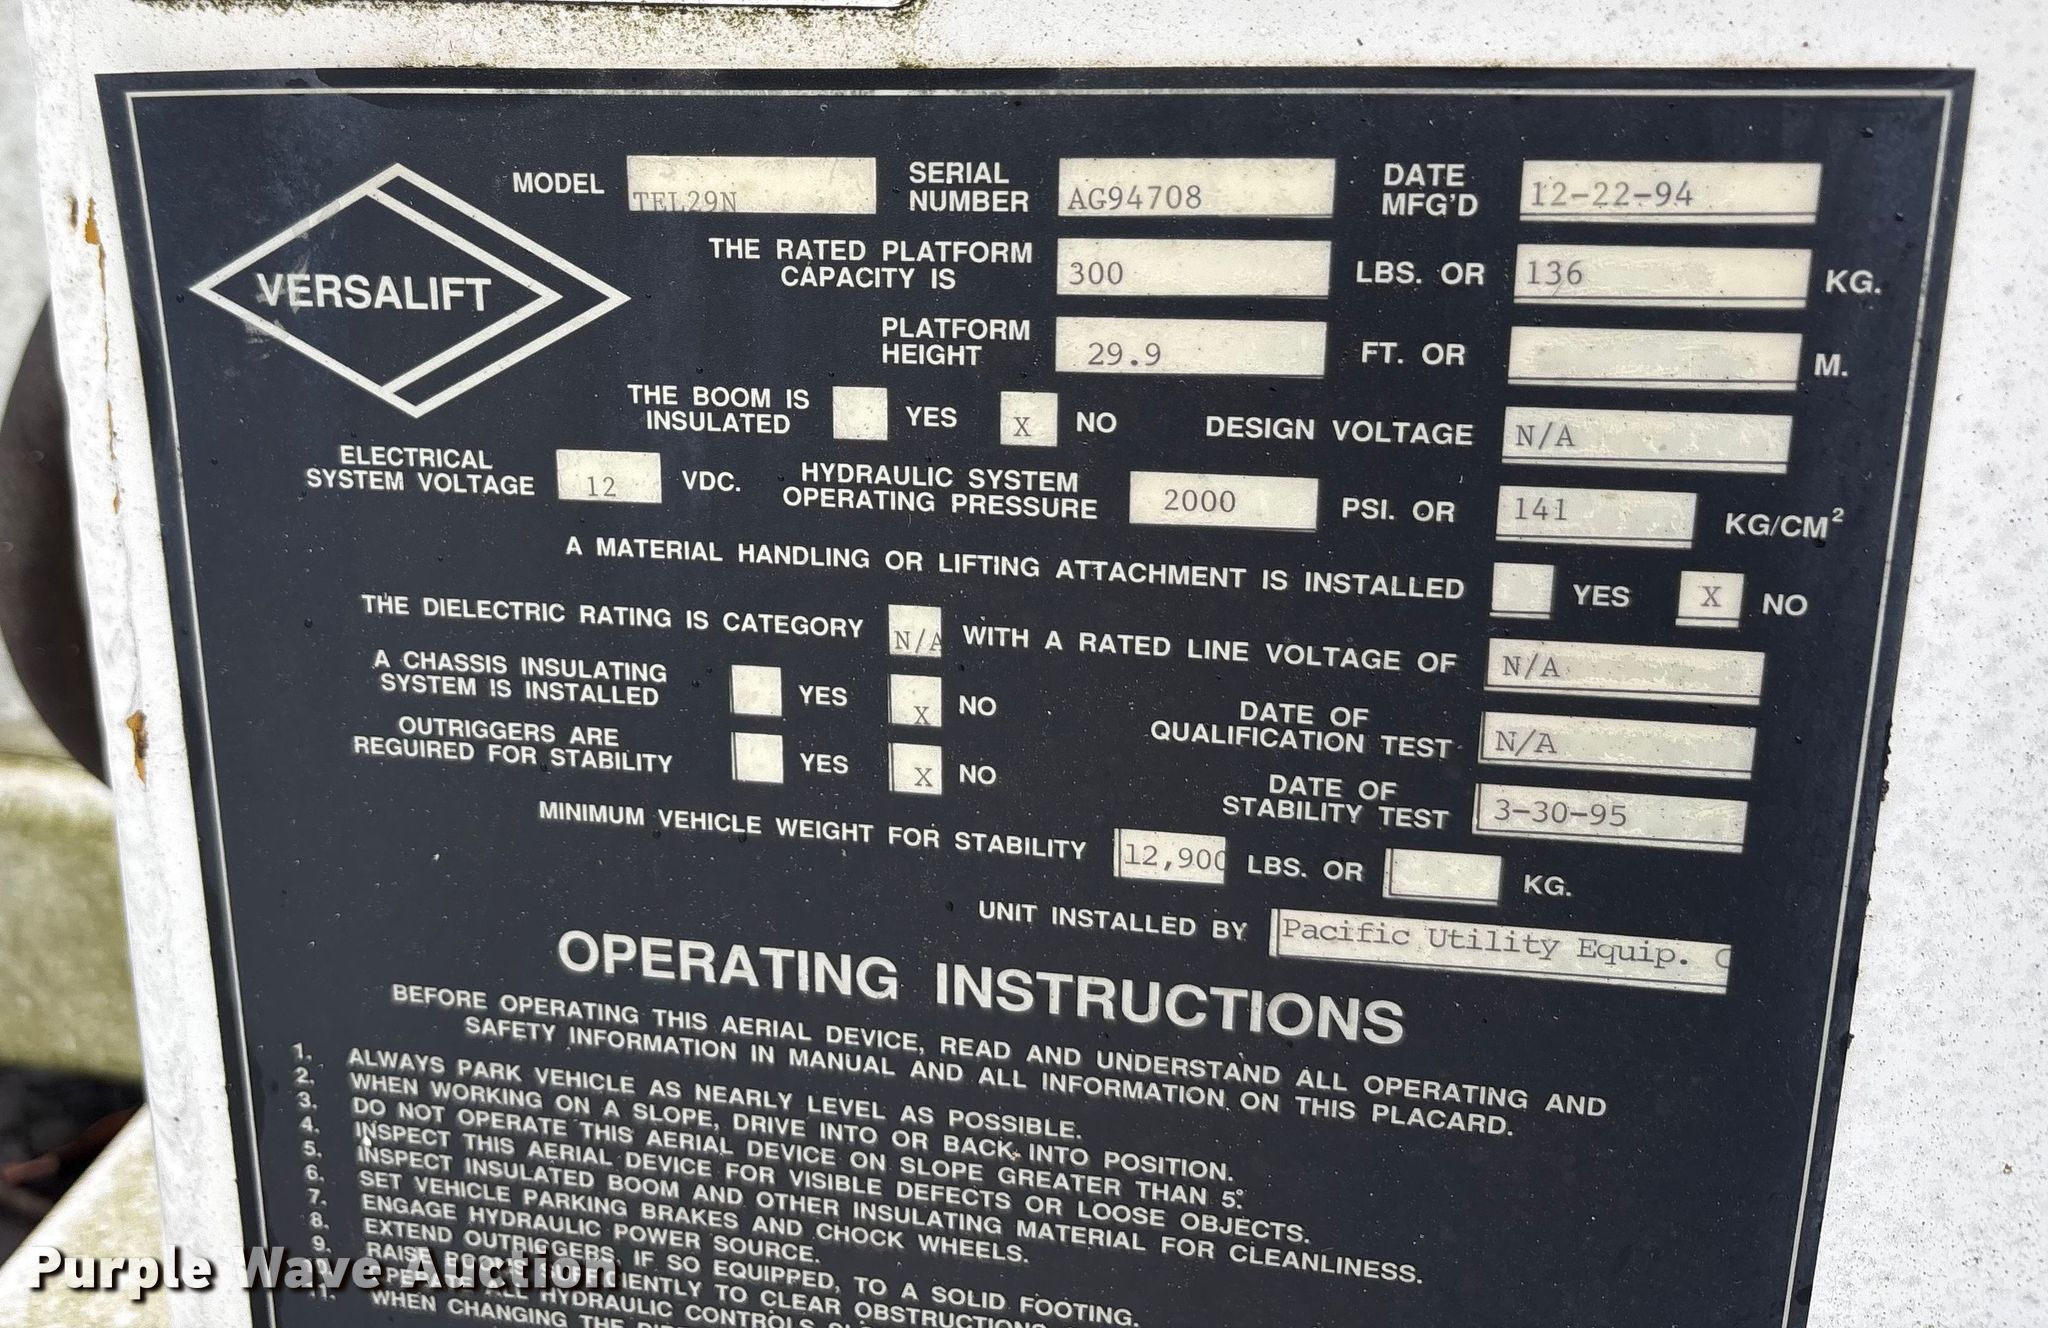 VERSALIFT
MODEL TEL29N SERIAL NUMBER AG94708 DATE MFG'D 12-22-94
THE RATED PLATFORM CAPACITY IS 300 LBS. OR 136 KG.
PLATFORM HEIGHT 29.9 FT. OR M.
THE BOOM IS INSULATED YES X NO DESIGN VOLTAGE N/A
ELECTRICAL SYSTEM VOLTAGE 12 VDC. HYDRAULIC SYSTEM OPERATING PRESSURE 2000 PSI. OR 141 KG/CM²
A MATERIAL HANDLING OR LIFTING ATTACHMENT IS INSTALLED YES X NO
THE DIELECTRIC RATING IS CATEGORY N/A WITH A RATED LINE VOLTAGE OF N/A
A CHASSIS INSULATING SYSTEM IS INSTALLED YES X NO DATE OF QUALIFICATION TEST N/A
OUTRIGGERS ARE REGUIRED FOR STABILITY YES X NO DATE OF STABILITY TEST 3-30-95
MINIMUM VEHICLE WEIGHT FOR STABILITY 12,900 LBS. OR KG.
UNIT INSTALLED BY Pacific Utility Equip. C
OPERATING INSTRUCTIONS
BEFORE OPERATING THIS AERIAL DEVICE, READ AND UNDERSTAND ALL OPERATING AND
SAFETY INFORMATION IN MANUAL AND ALL INFORMATION ON THIS PLACARD.
1. ALWAYS PARK VEHICLE AS NEARLY LEVEL AS POSSIBLE.
2. WHEN WORKING ON A SLOPE, DRIVE INTO OR BACK INTO POSITION.
3. DO NOT OPERATE THIS AERIAL DEVICE ON SLOPE GREATER THAN 5°.
4. INSPECT THIS AERIAL DEVICE FOR VISIBLE DEFECTS OR LOOSE OBJECTS.
5. INSPECT INSULATED BOOM AND OTHER INSULATING MATERIAL FOR CLEANLINESS.
6. SET VEHICLE PARKING BRAKES AND CHOCK WHEELS.
7. ENGAGE HYDRAULIC POWER SOURCE.
8. EXTEND OUTRIGGERS, IF SO EQUIPPED, TO A SOLID FOOTING.
9. RAISE BOOMS SUFFICIENTLY TO CLEAR OBSTRUCTIONS
ALL HYDRAULIC CONTROLS
11. WHEN CHANGING THE
Purple Wave Auction